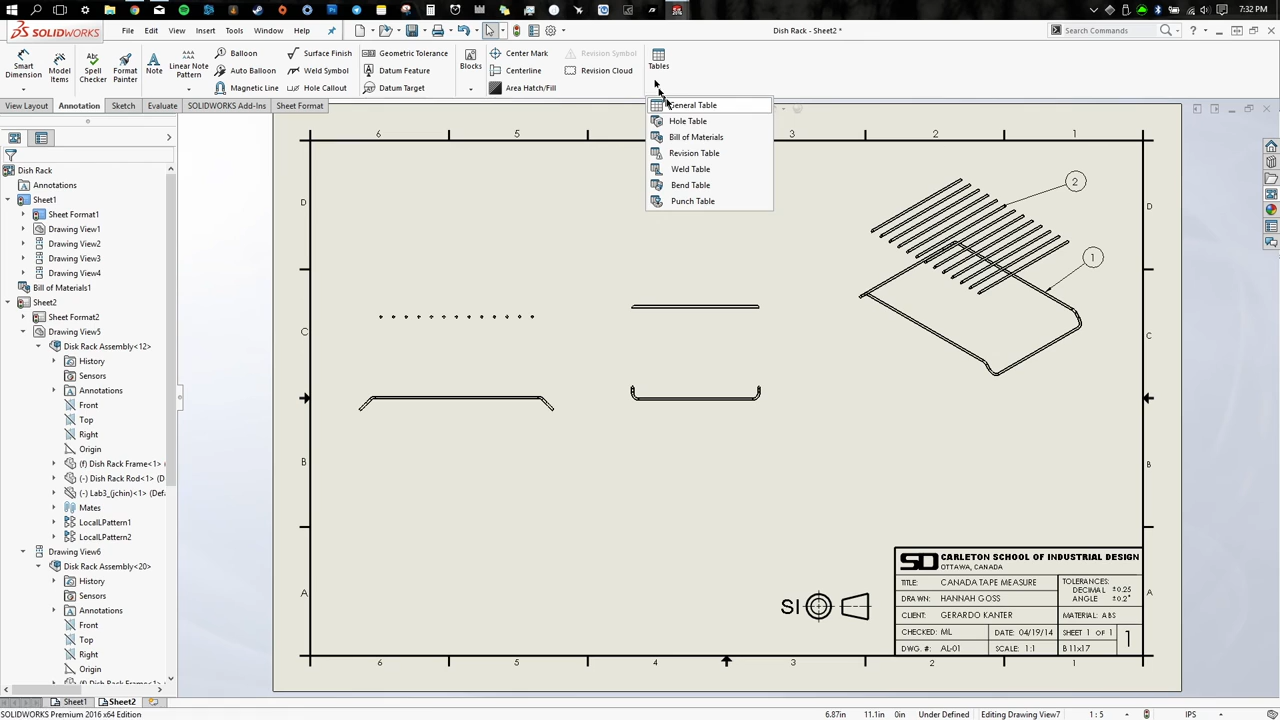 7:32 PM
SOLIDWORKS File Edit View Insert Tools Window Help Dish Rack - Sheet2 * Search Commands
Smart Dimension
Model Items
Spell Checker
Format Painter
Note
Linear Note Pattern
Balloon
Auto Balloon
Magnetic Line
Surface Finish
Weld Symbol
Hole Callout
Geometric Tolerance
Datum Feature
Datum Target
Blocks
Center Mark
Centerline
Area Hatch/Fill
Revision Symbol
Revision Cloud
Tables
View Layout Annotation Sketch Evaluate SOLIDWORKS Add-Ins Sheet Format
General Table
Hole Table
Bill of Materials
Revision Table
Weld Table
Bend Table
Punch Table
Dish Rack
Annotations
Sheet1
Sheet Format1
Drawing View1
Drawing View2
Drawing View3
Drawing View4
Bill of Materials1
Sheet2
Sheet Format2
Drawing View5
Dish Rack Assembly<12>
History
Sensors
Annotations
Front
Top
Right
Origin
(f) Dish Rack Frame<1>
(-) Dish Rack Rod<1> (D
(-) Lab3_(jchin)<1> (Def
Mates
LocalLPattern1
LocalLPattern2
Drawing View6
Dish Rack Assembly<20>
History
Sensors
Annotations
Front
Top
Right
Origin
6 5 3 2 1
D D
C C
B B
A A
6 5 4 3 2 1
2
1
SI
SD CARLETON SCHOOL OF INDUSTRIAL DESIGN
OTTAWA, CANADA
TITLE: CANADA TAPE MEASURE
DRAWN: HANNAH GOSS
CLIENT: GERARDO KANTER
CHECKED: ML DATE: 04/19/14
DWG. #: AL-01 SCALE: 1:1
TOLERANCES:
DECIMAL ±0.25
ANGLE ±0.2°
MATERIAL: ABS
SHEET 1 OF 1
B 11x17
1
Sheet1 Sheet2
SOLIDWORKS Premium 2016 x64 Edition 6.87in 11.1in 0in Under Defined Editing Drawing View7 1 : 5 IPS